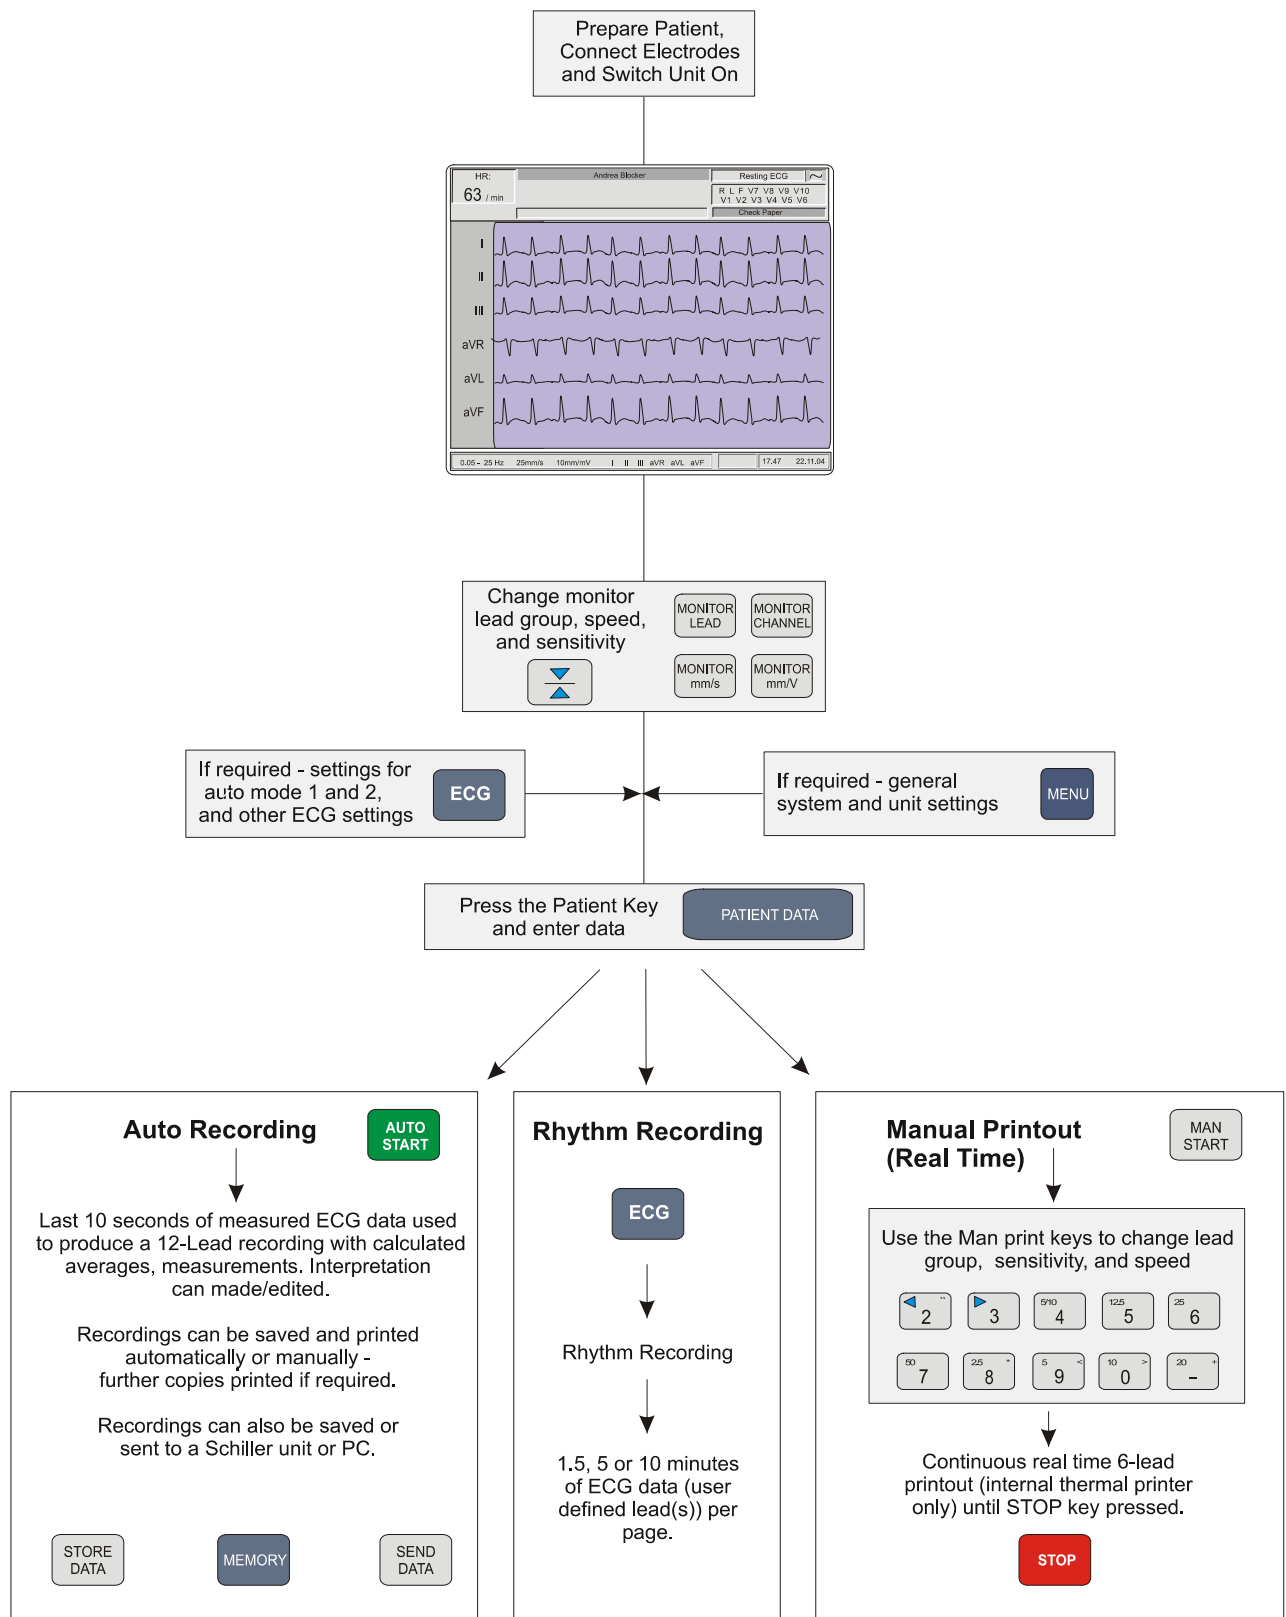 Prepare Patient,
Connect Electrodes
and Switch Unit On
HR:
63 / min
Andrea Blocker
Resting ECG
R L F V7 V8 V9 V10
V1 V2 V3 V4 V5 V6
Check Paper
I
II
III
aVR
aVL
aVF
0.05 - 25 Hz 25mm/s 10mm/mV I II III aVR aVL aVF 17.47 22.11.04
Change monitor
lead group, speed,
and sensitivity
MONITOR
LEAD
MONITOR
CHANNEL
MONITOR
mm/s
MONITOR
mm/V
If required - settings for
auto mode 1 and 2,
and other ECG settings
ECG
If required - general
system and unit settings
MENU
Press the Patient Key
and enter data
PATIENT DATA
Auto Recording
AUTO
START
Last 10 seconds of measured ECG data used
to produce a 12-Lead recording with calculated
averages, measurements. Interpretation
can made/edited.
Recordings can be saved and printed
automatically or manually -
further copies printed if required.
Recordings can also be saved or
sent to a Schiller unit or PC.
STORE
DATA
MEMORY
SEND
DATA
Rhythm Recording
ECG
Rhythm Recording
1.5, 5 or 10 minutes
of ECG data (user
defined lead(s)) per
page.
Manual Printout
(Real Time)
MAN
START
Use the Man print keys to change lead
group, sensitivity, and speed
2
3
5/10
4
12.5
5
25
6
50
7
2.5 *
8
5 <
9
10 >
0
20 +
-
Continuous real time 6-lead
printout (internal thermal printer
only) until STOP key pressed.
STOP